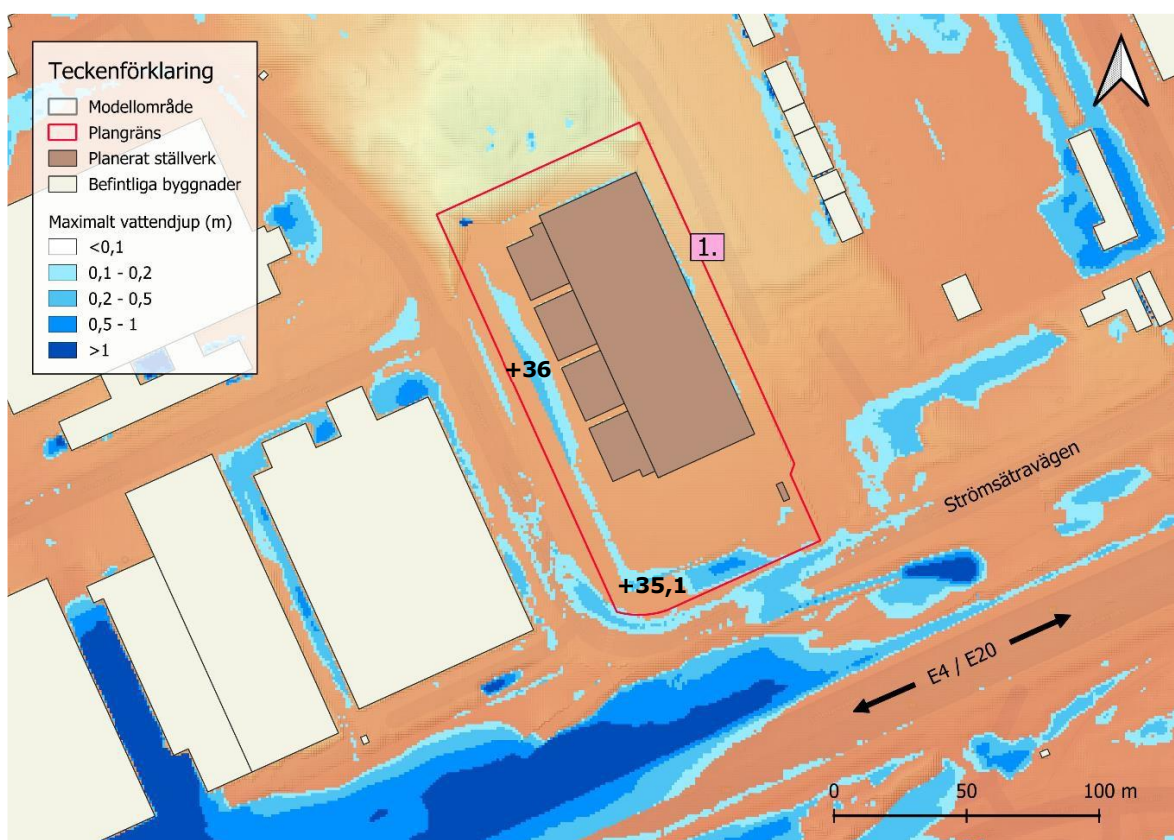 Teckenförklaring
Modellområde
Plangräns
Planerat ställverk
Befintliga byggnader
Maximalt vattendjup (m)
<0,1
0,1 - 0,2
0,2 - 0,5
0,5 - 1
>1
1.
+36
+35,1
Strömsätravägen
E4 / E20
0 50 100 m